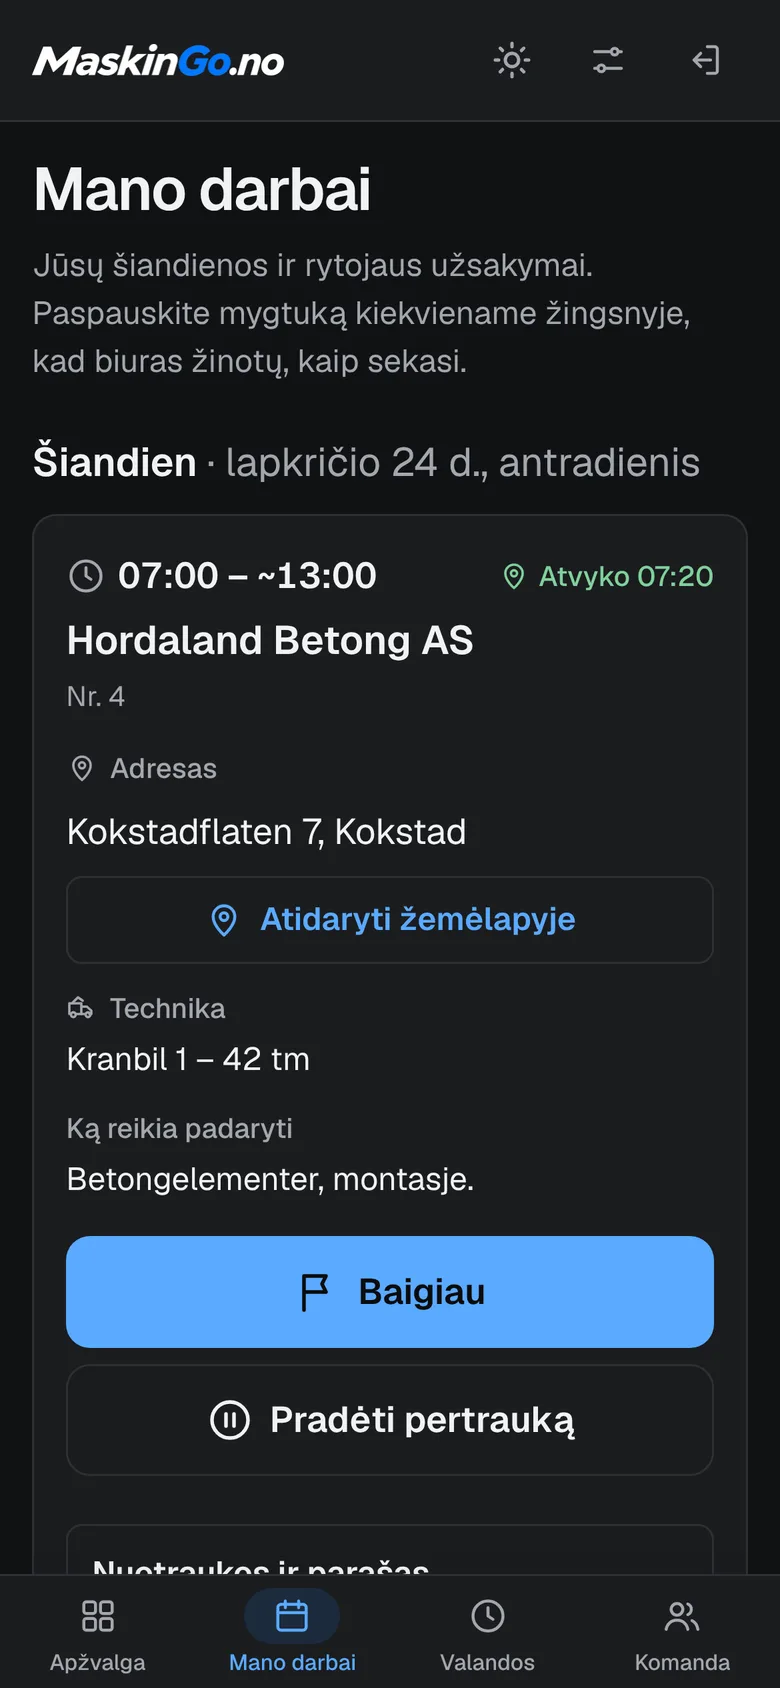 MaskinGo.no
Mano darbai
Jūsų šiandienos ir rytojaus užsakymai.
Paspauskite mygtuką kiekviename žingsnyje,
kad biuras žinotų, kaip sekasi.
Šiandien · lapkričio 24 d., antradienis
07:00 – ~13:00
Atvyko 07:20
Hordaland Betong AS
Nr. 4
Adresas
Kokstadflaten 7, Kokstad
Atidaryti žemėlapyje
Technika
Kranbil 1 – 42 tm
Ką reikia padaryti
Betongelementer, montasje.
Baigiau
Pradėti pertrauką
Nuotraukos ir parašas
Apžvalga
Mano darbai
Valandos
Komanda